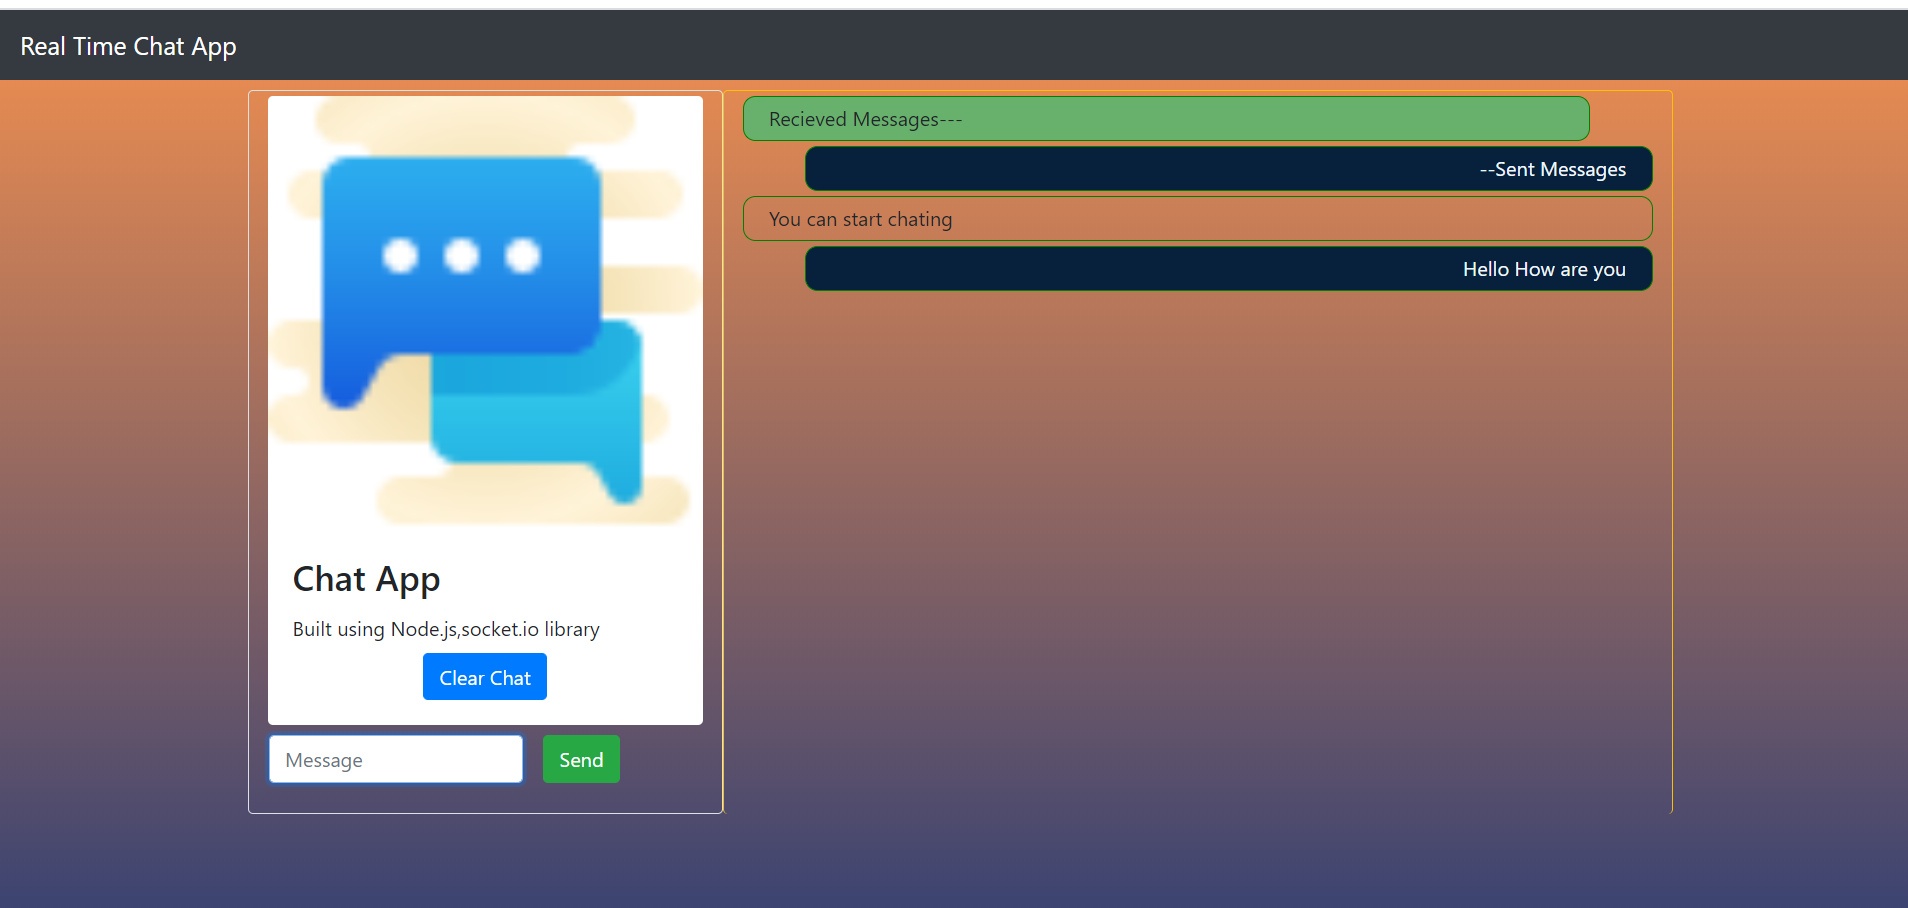 Real Time Chat App
Chat App
Built using Node.js,socket.io library
Clear Chat
Message
Send
Recieved Messages---
--Sent Messages
You can start chating
Hello How are you